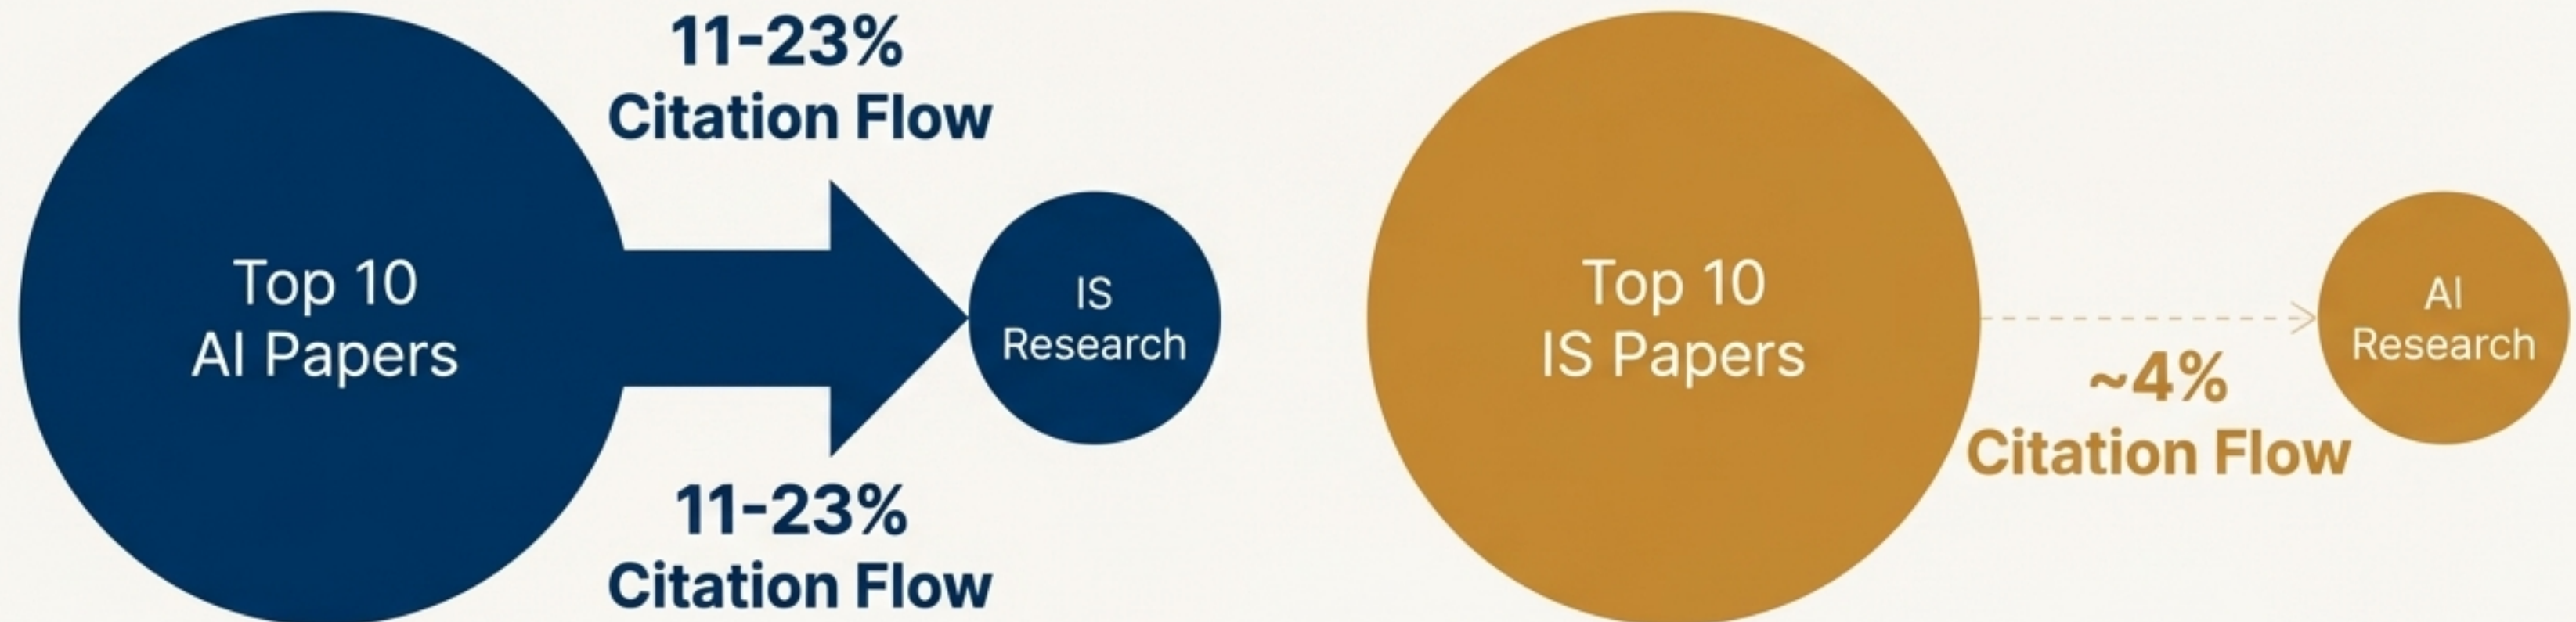 11-23%
Citation Flow
Top 10
AI Papers
IS
Research
11-23%
Citation Flow
Top 10
IS Papers
AI
Research
~4%
Citation Flow